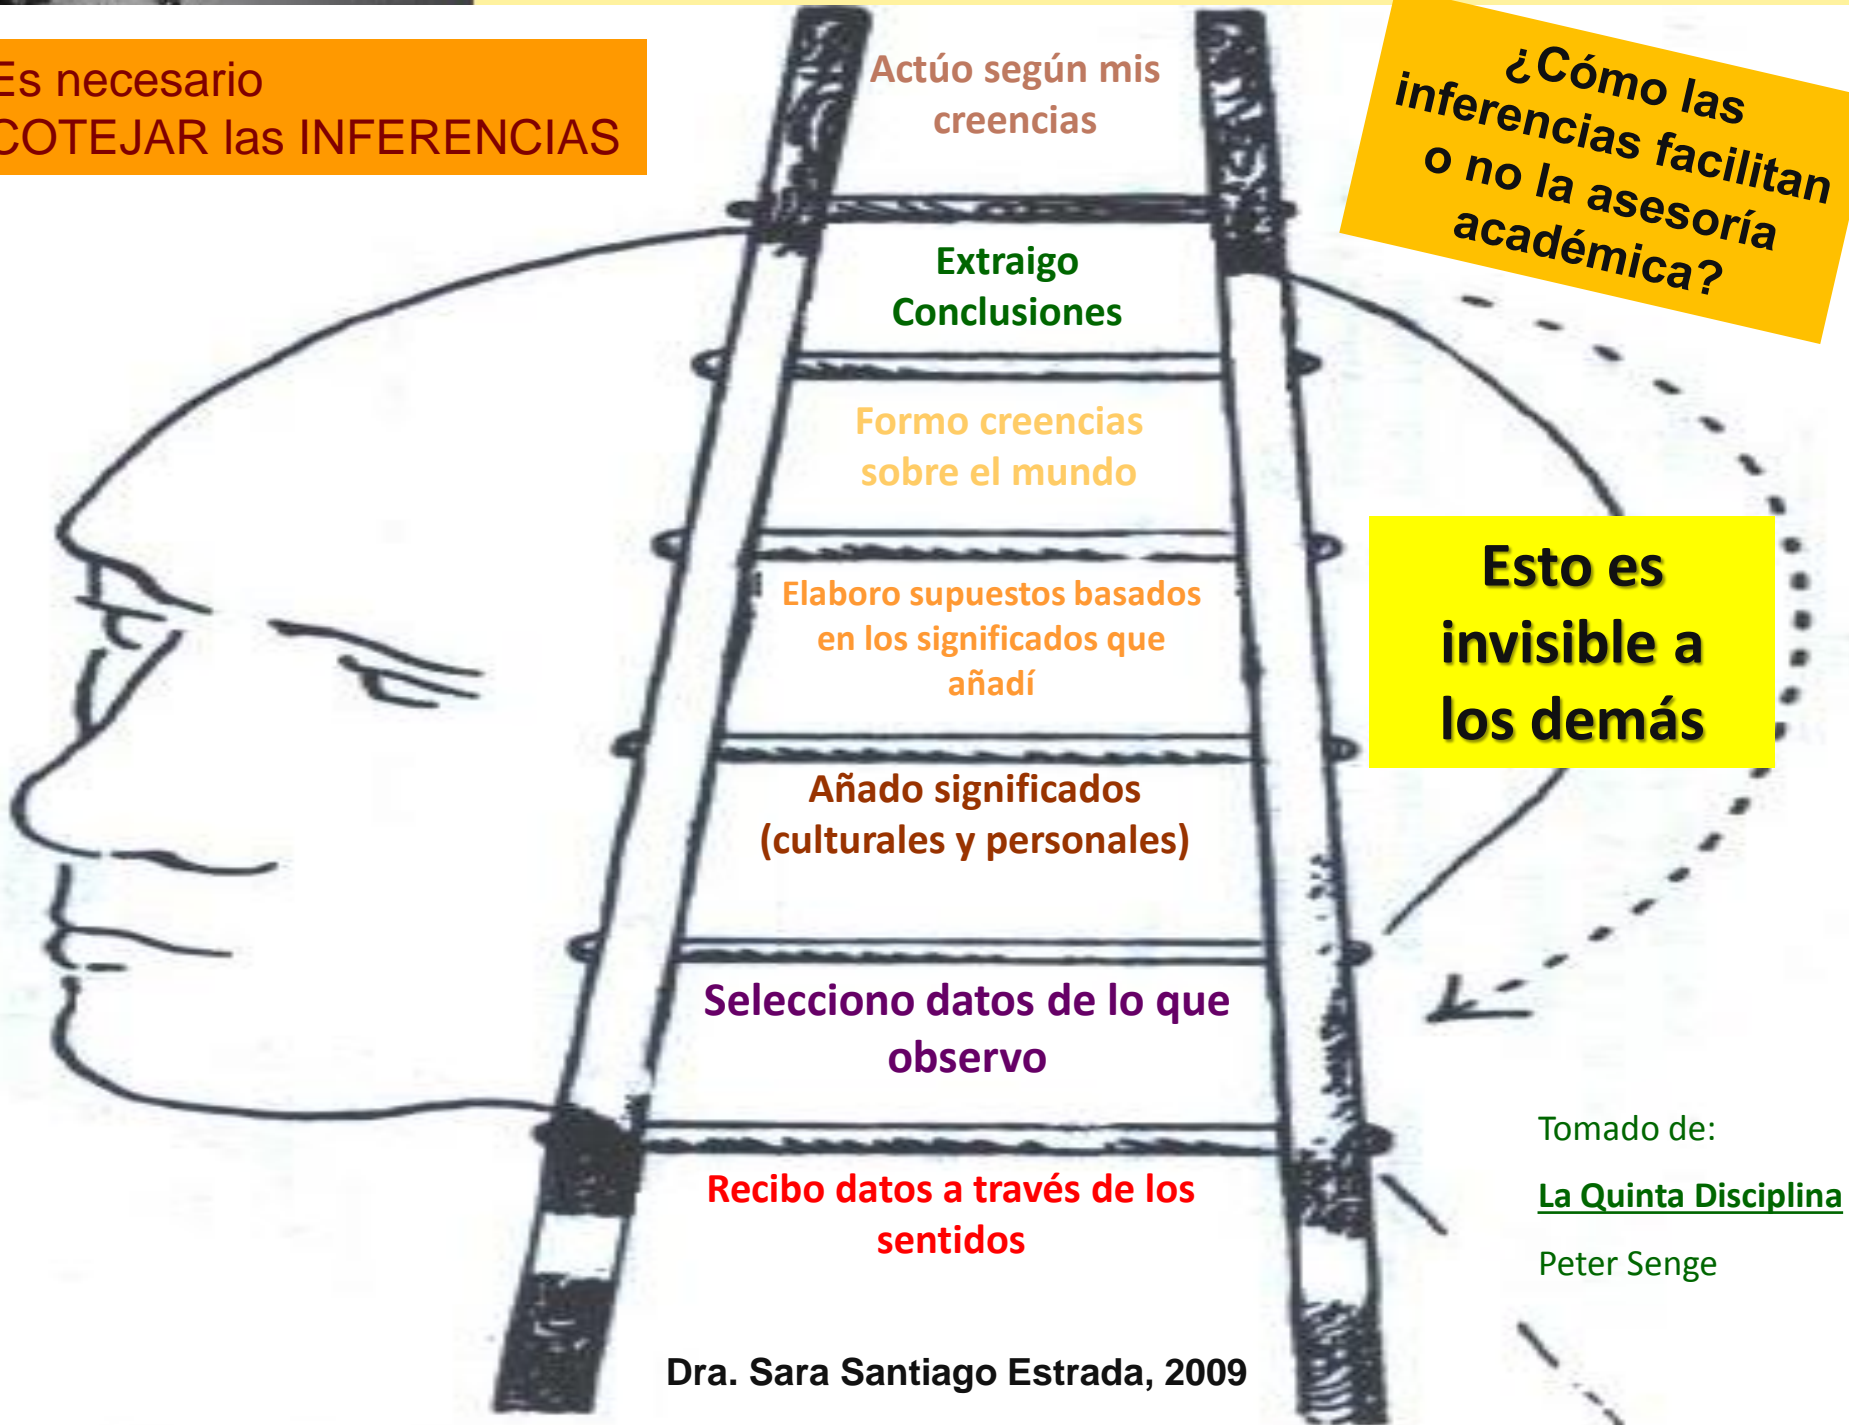 Es necesario
COTEJAR las INFERENCIAS
¿Cómo las
inferencias facilitan
o no la asesoría
académica?
Actúo según mis
creencias
Extraigo
Conclusiones
Formo creencias
sobre el mundo
Elaboro supuestos basados
en los significados que
añadí
Esto es
invisible a
los demás
Añado significados
(culturales y personales)
Selecciono datos de lo que
observo
Recibo datos a través de los
sentidos
Tomado de:
La Quinta Disciplina
Peter Senge
Dra. Sara Santiago Estrada, 2009